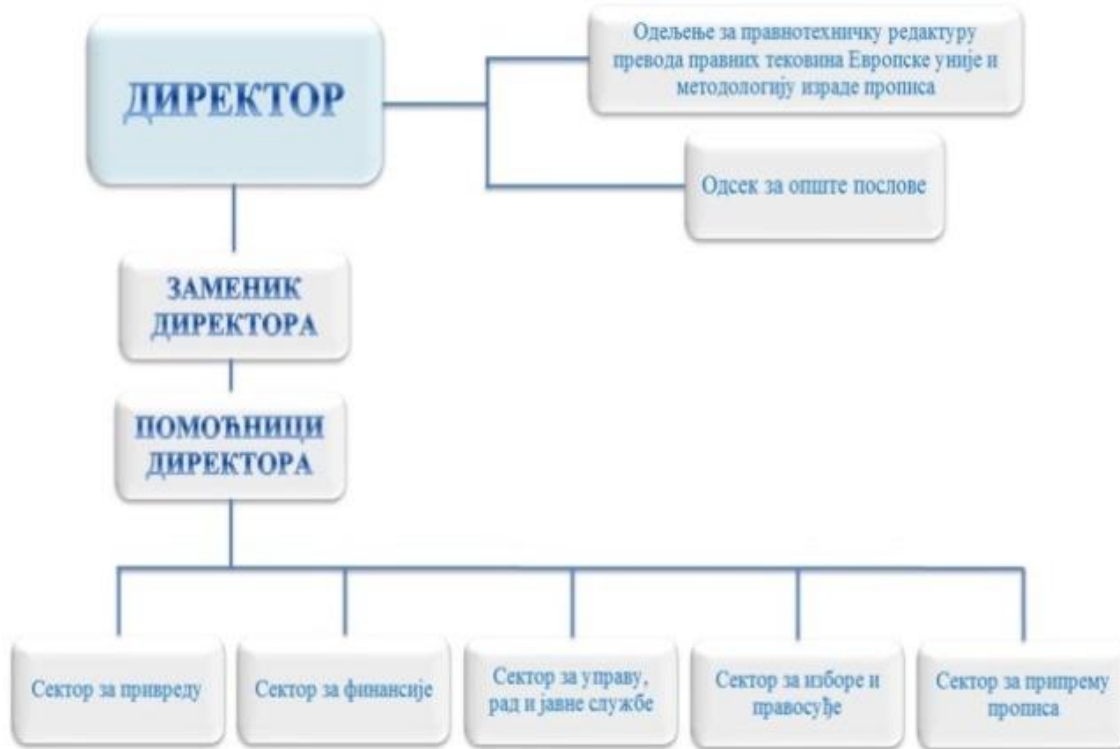 ДИРЕКТОР
Одељење за правнотехничку редактуру
превода правних тековина Европске уније и
методологију израде прописа
Одсек за опште послове
ЗАМЕНИК
ДИРЕКТОРА
ПОМОЋНИЦИ
ДИРЕКТОРА
Сектор за привреду
Сектор за финансије
Сектор за управу,
рад и јавне службе
Сектор за изборе и
правосуђе
Сектор за припрему
прописа